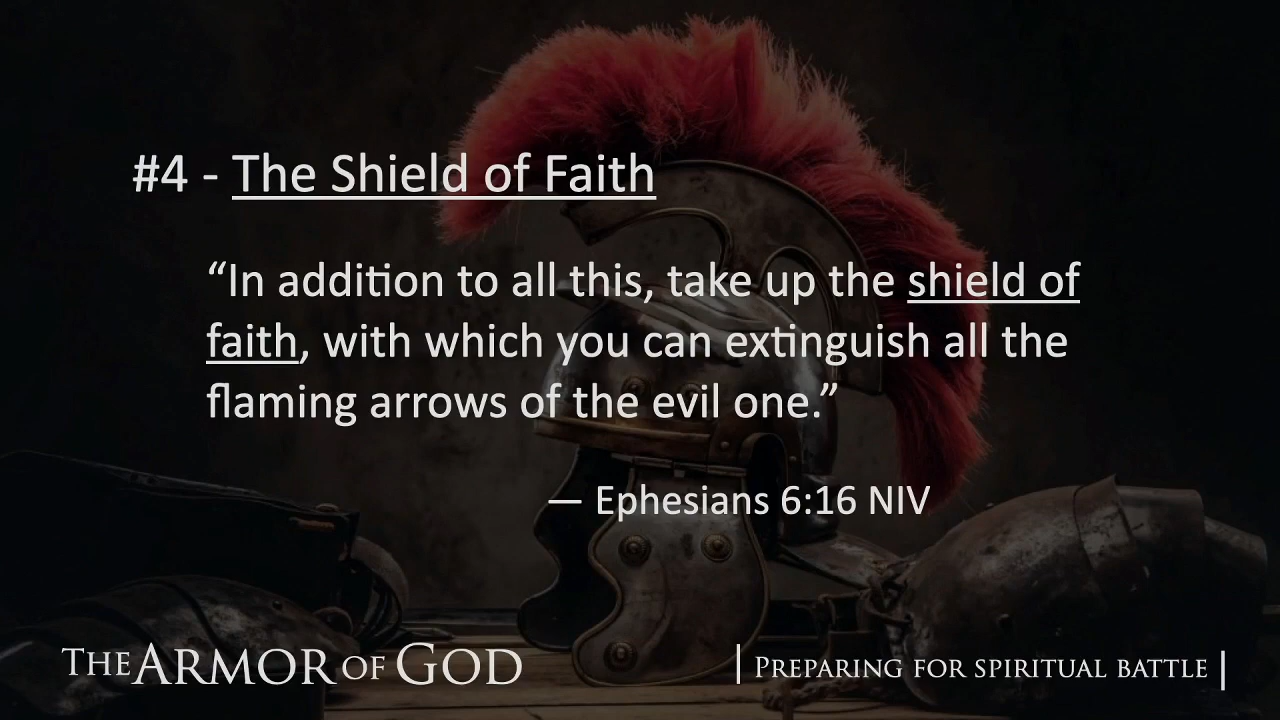 #4 - The Shield of Faith
“In addition to all this, take up the shield of
faith, with which you can extinguish all the
flaming arrows of the evil one.”
— Ephesians 6:16 NIV
THE ARMOR OF GOD
| PREPARING FOR SPIRITUAL BATTLE |